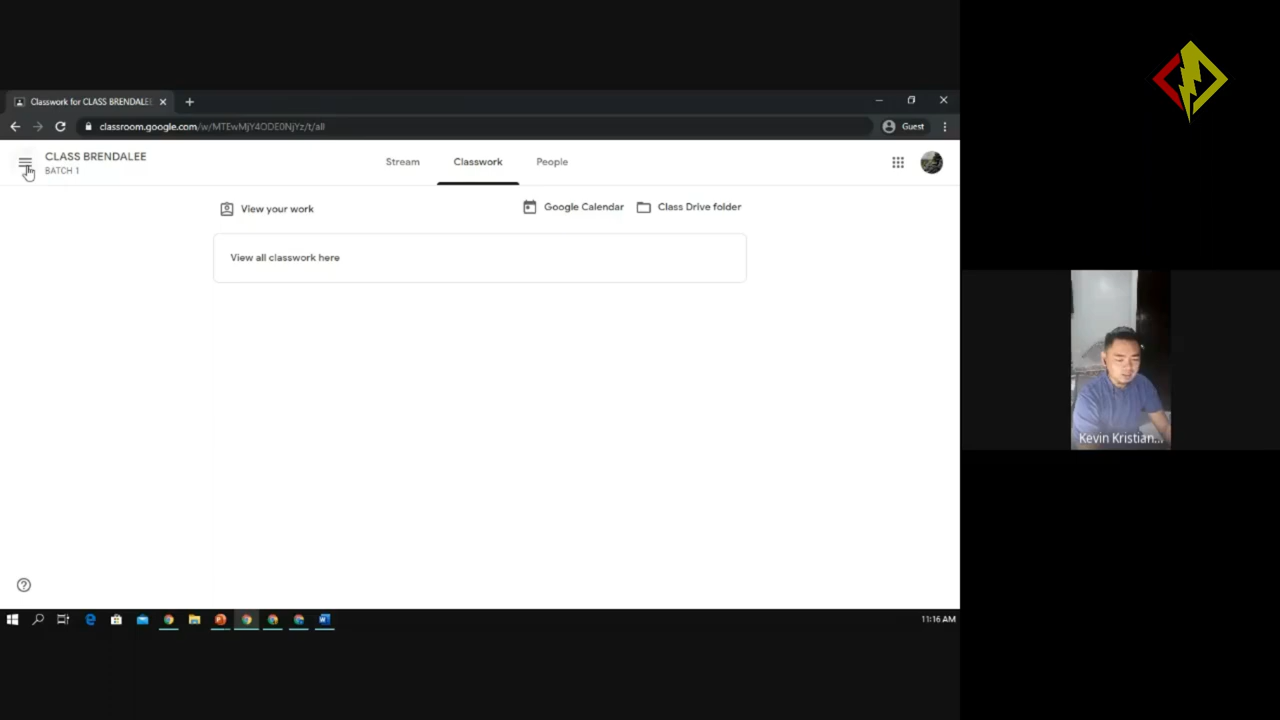 Classwork for CLASS BRENDALEE
classroom.google.com/w/MTEwMjY4ODE0NjYz/t/all
Guest
CLASS BRENDALEE
BATCH 1
Stream
Classwork
People
View your work
Google Calendar
Class Drive folder
View all classwork here
Kevin Kristian...
11:16 AM